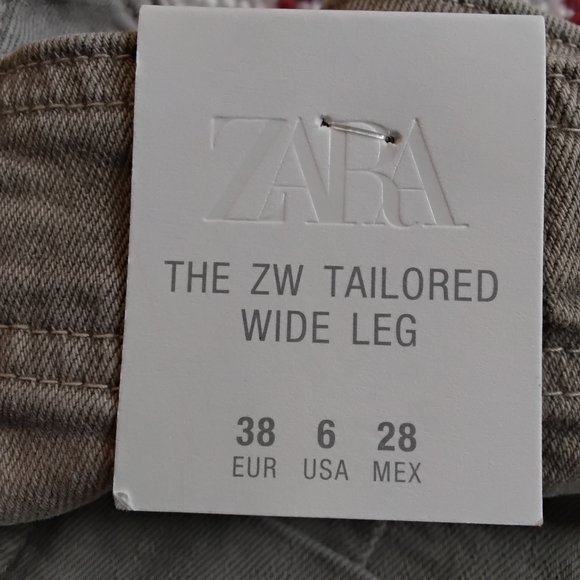 ZARA
THE ZW TAILORED
WIDE LEG
38 6 28
EUR USA MEX